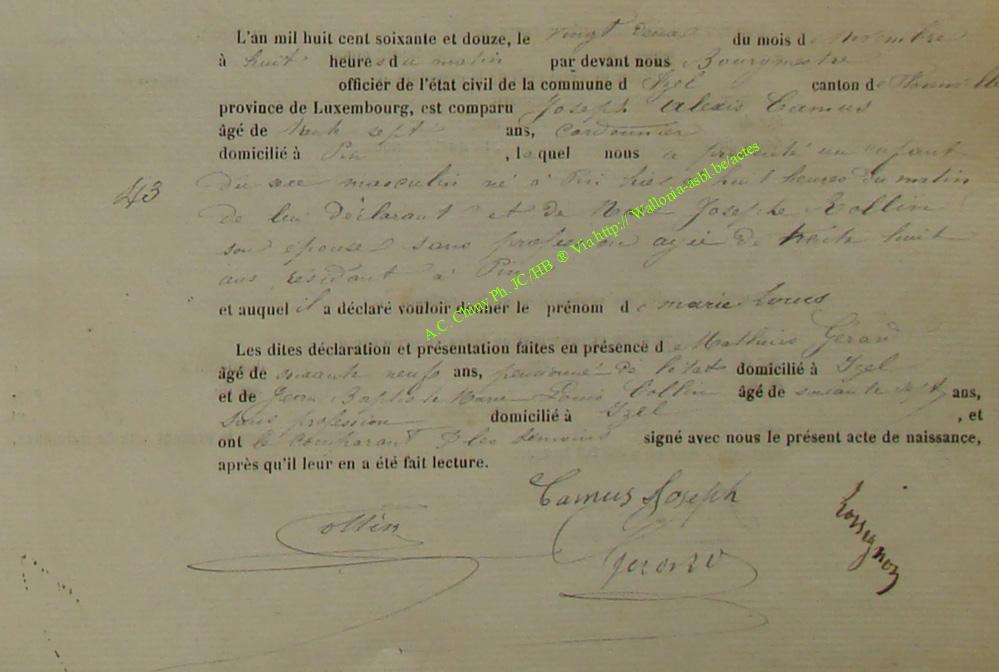 L'an mil huit cent soixante et douze, le vingt deux du mois de Novembre
à huit heures du matin par devant nous Bourgmestre
officier de l'état civil de la commune d Izel canton de
province de Luxembourg, est comparu Joseph Alexis Camus
âgé de trente sept ans, cordonnier
domicilié à Pin , lequel nous a présenté un enfant
43 du sexe masculin né à Pin hier à huit heures du matin
de lui déclarant et de Josephe Collin
son épouse sans profession agée de trente huit
ans résidant à Pin
et auquel il a déclaré vouloir donner le prénom de marie Louis
Les dites déclaration et présentation faites en présence de Mathieu Gerard
âgé de soixante neuf ans, pensionné de l'état domicilié à Izel
et de Jean Baptiste Marie Louis Collin âgé de soixante sept ans,
sans profession domicilié à Izel , et
ont le comparant & les témoins signé avec nous le présent acte de naissance,
après qu'il leur en a été fait lecture.
Camus Joseph
Collin
Gerard
Rossignon
A.C. Chiny Ph. JC/HB ® Via http:// Wallonia-asbl.be/actes